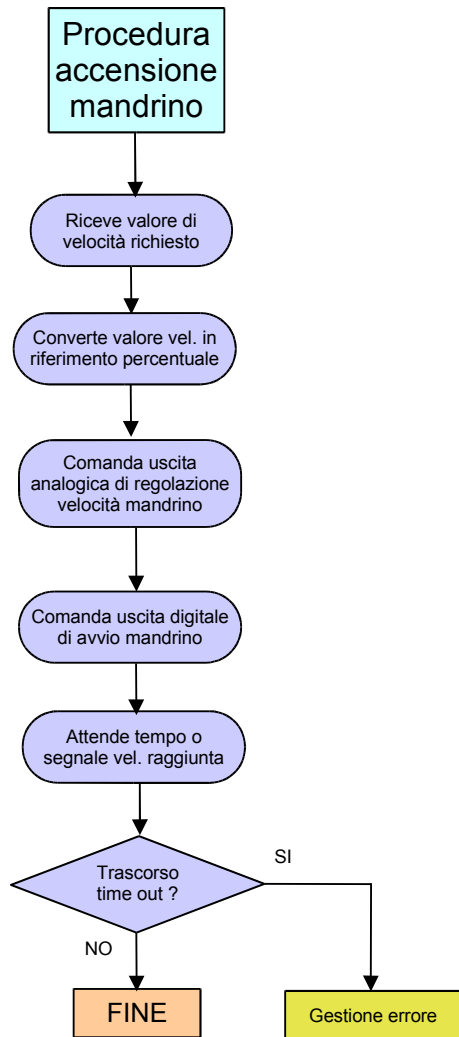 Procedura
accensione
mandrino
Riceve valore di
velocità richiesto
Converte valore vel. in
riferimento percentuale
Comanda uscita
analogica di regolazione
velocità mandrino
Comanda uscita digitale
di avvio mandrino
Attende tempo o
segnale vel. raggiunta
Trascorso
time out ?
SI
NO
FINE
Gestione errore